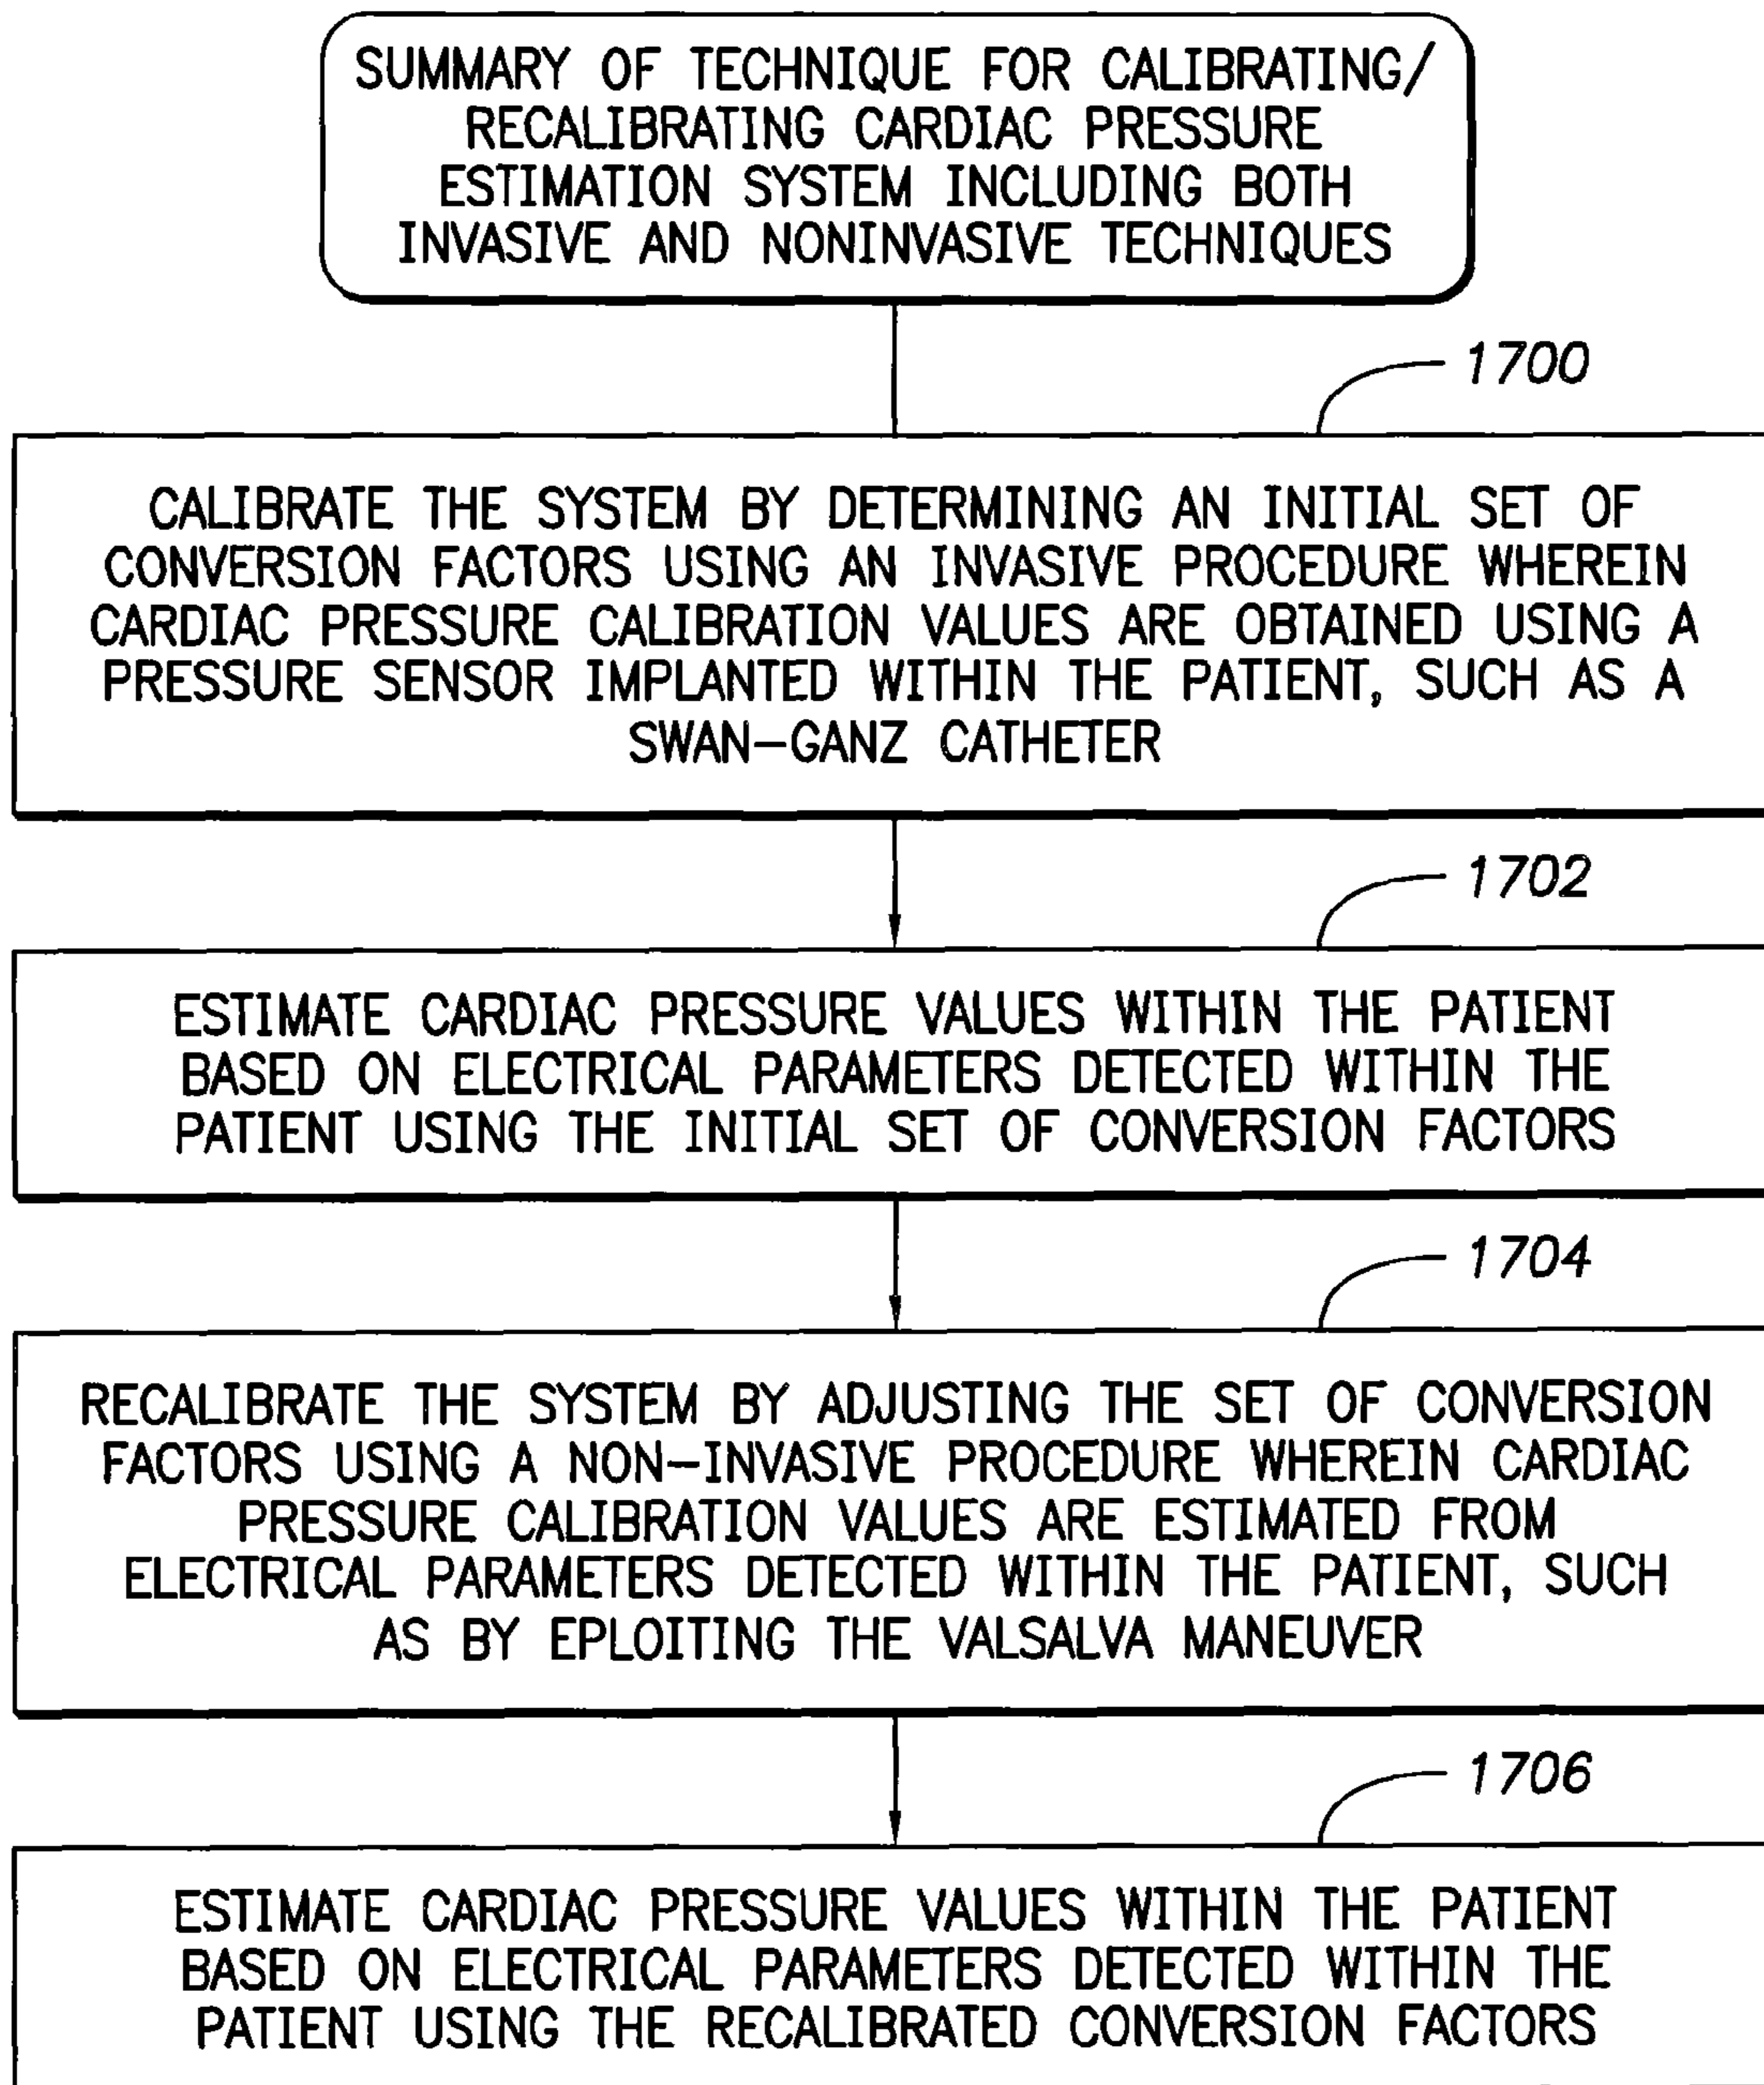 SUMMARY OF TECHNIQUE FOR CALIBRATING/
RECALIBRATING CARDIAC PRESSURE
ESTIMATION SYSTEM INCLUDING BOTH
INVASIVE AND NONINVASIVE TECHNIQUES
1700
CALIBRATE THE SYSTEM BY DETERMINING AN INITIAL SET OF
CONVERSION FACTORS USING AN INVASIVE PROCEDURE WHEREIN
CARDIAC PRESSURE CALIBRATION VALUES ARE OBTAINED USING A
PRESSURE SENSOR IMPLANTED WITHIN THE PATIENT, SUCH AS A
SWAN-GANZ CATHETER
1702
ESTIMATE CARDIAC PRESSURE VALUES WITHIN THE PATIENT
BASED ON ELECTRICAL PARAMETERS DETECTED WITHIN THE
PATIENT USING THE INITIAL SET OF CONVERSION FACTORS
1704
RECALIBRATE THE SYSTEM BY ADJUSTING THE SET OF CONVERSION
FACTORS USING A NON-INVASIVE PROCEDURE WHEREIN CARDIAC
PRESSURE CALIBRATION VALUES ARE ESTIMATED FROM
ELECTRICAL PARAMETERS DETECTED WITHIN THE PATIENT, SUCH
AS BY EPLOITING THE VALSALVA MANEUVER
1706
ESTIMATE CARDIAC PRESSURE VALUES WITHIN THE PATIENT
BASED ON ELECTRICAL PARAMETERS DETECTED WITHIN THE
PATIENT USING THE RECALIBRATED CONVERSION FACTORS